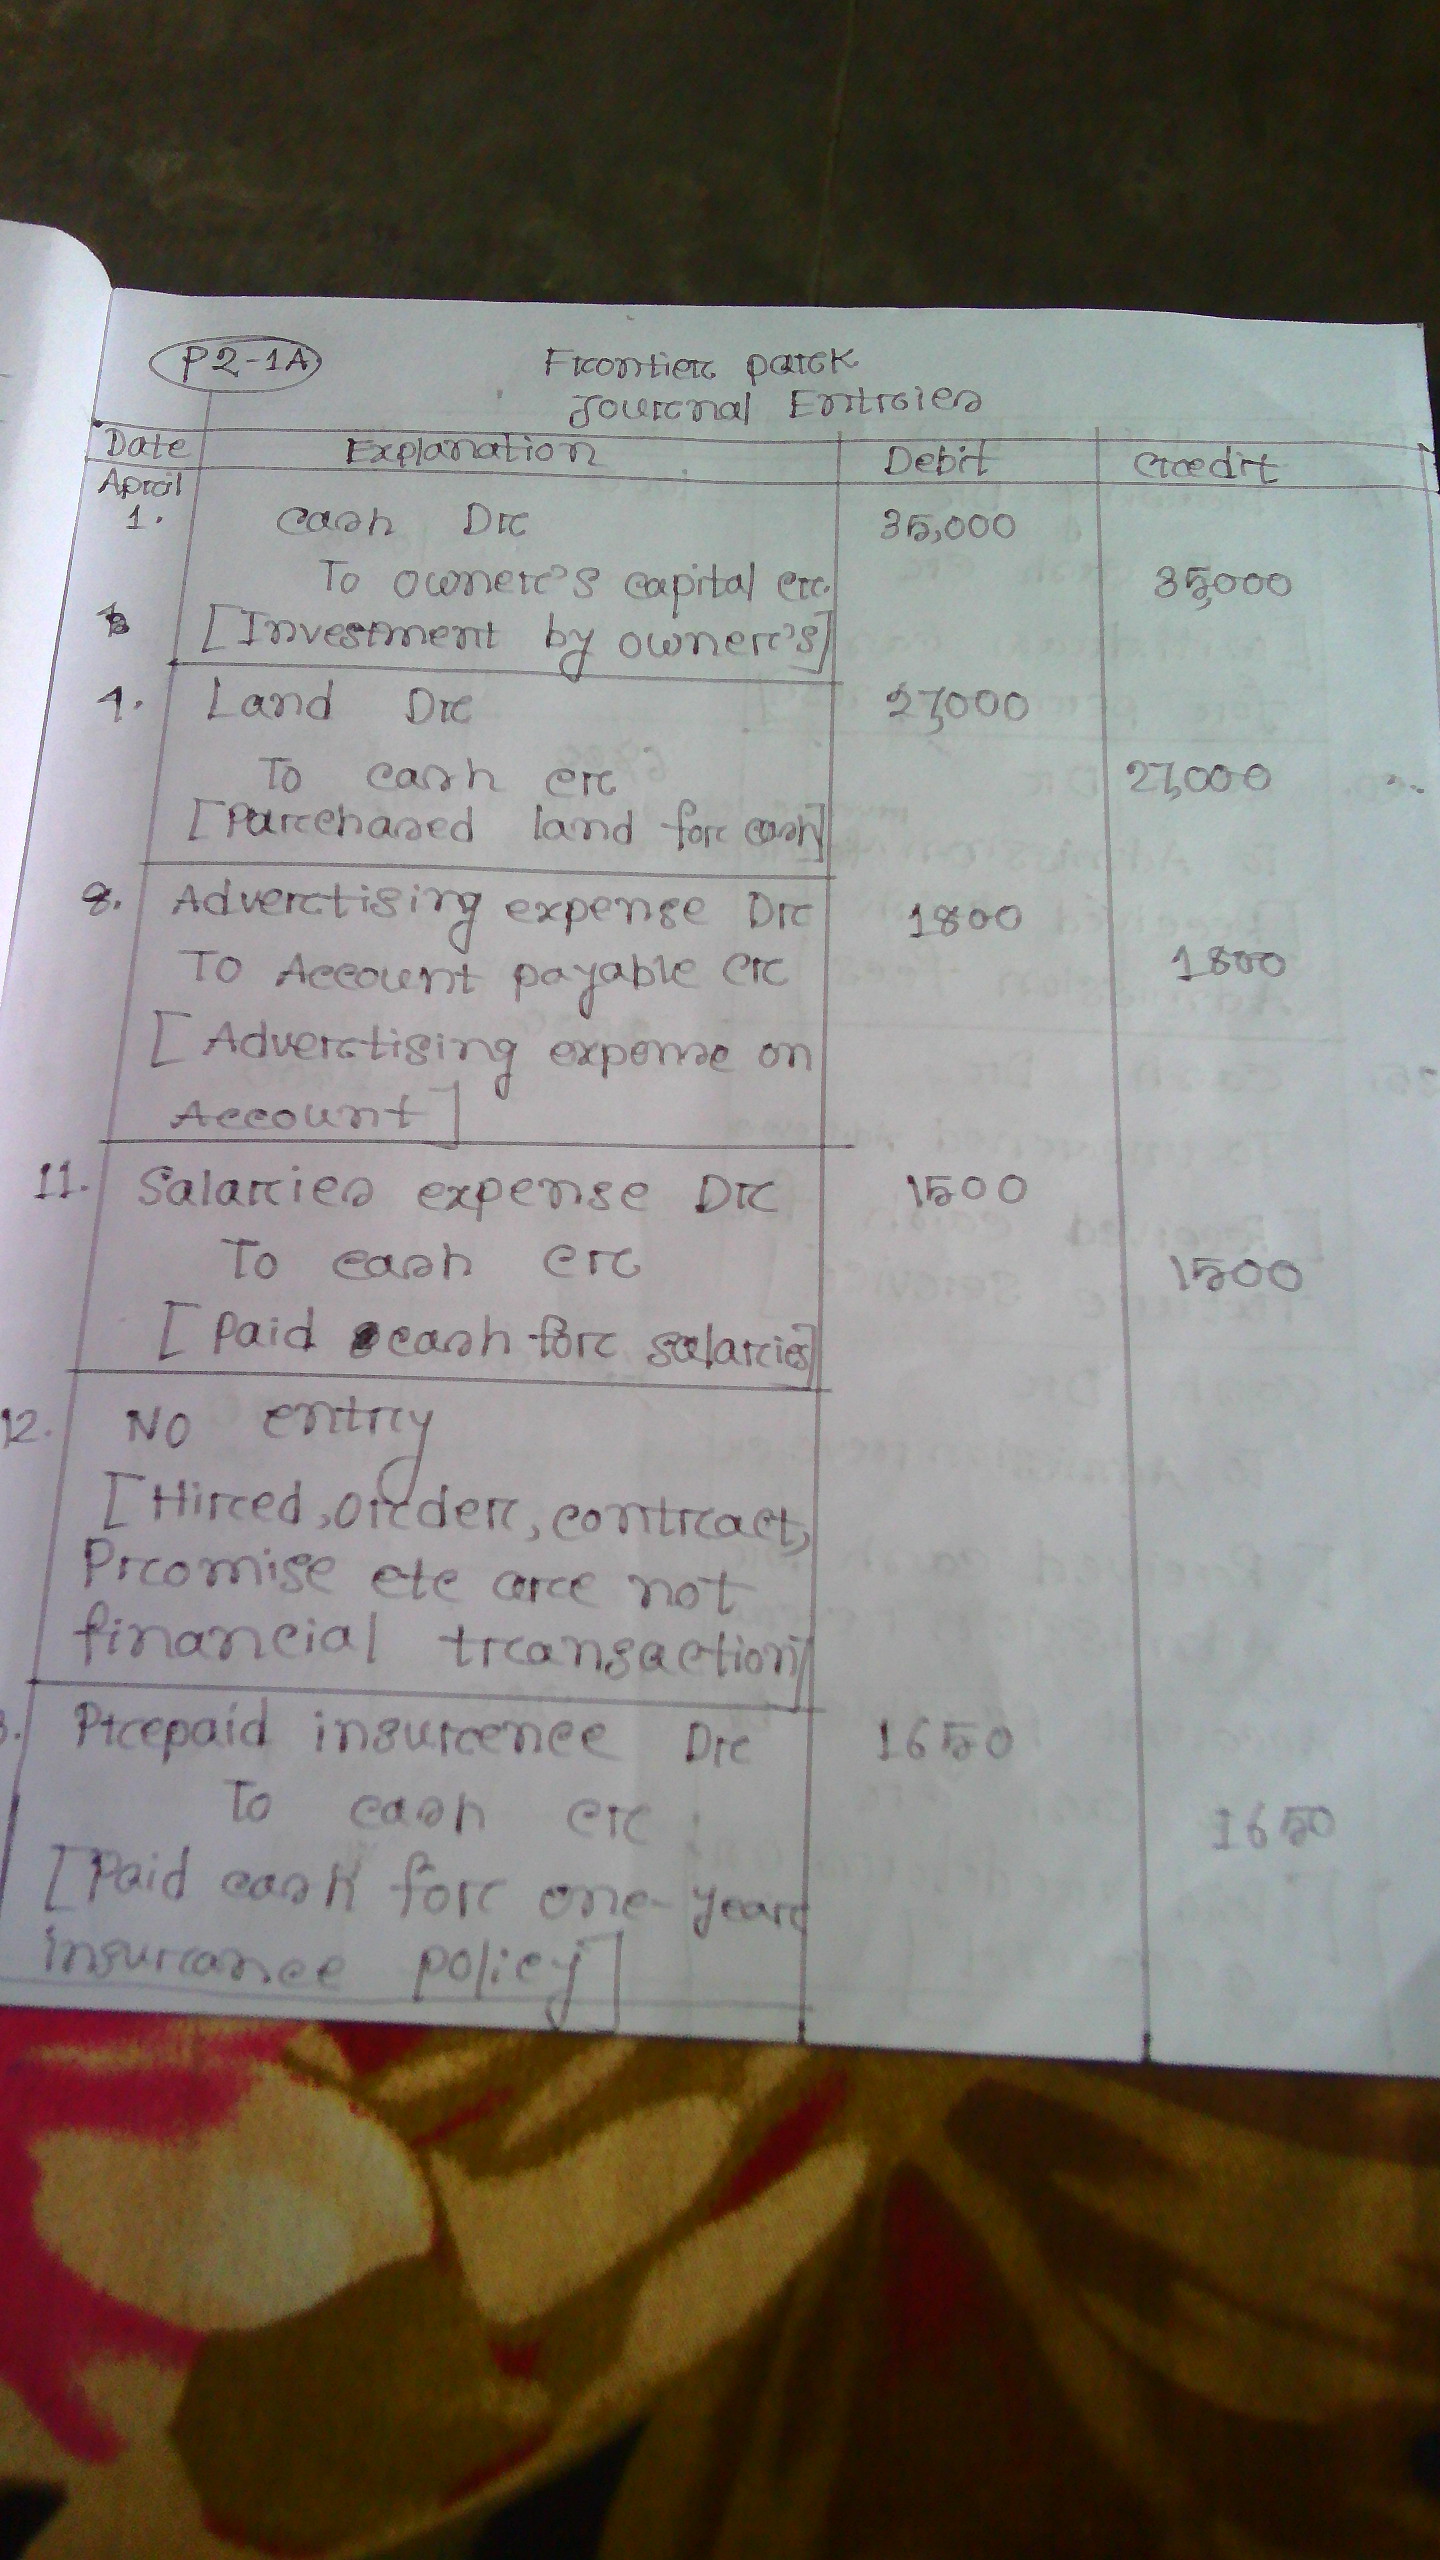 P2-1A Frontier park
Journal Entries
Date Explanation Debit Credit
April
1. Cash Dr 35,000
To owner's capital cr. 35,000
[Investment by owner's]
4. Land Dr 27,000
To cash cr 27,000
[Parchased land for cash]
8. Advertising expense Dr 1800
To Account payable cr 1800
[Advertising expense on
Account]
11. Salaries expense Dr 1500
To cash cr 1500
[Paid cash for salaries]
12. No entry
[Hired, order, contract,
Promise etc are not
financial transaction]
3. Prepaid insurence Dr 1650
To cash cr 1650
[Paid cash for one-year
insurance policy]